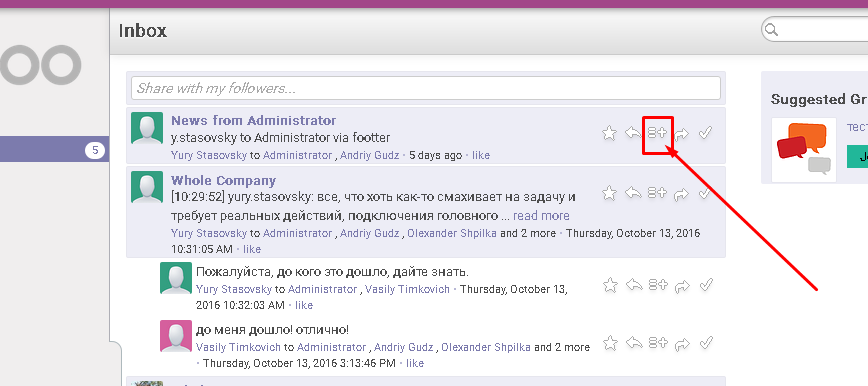 Inbox
Share with my followers...
News from Administrator
y.stasovsky to Administrator via footter
Yury Stasovsky to Administrator , Andriy Gudz · 5 days ago · like
5
Whole Company
[10:29:52] yury.stasovsky: все, что хоть как-то смахивает на задачу и
требует реальных действий, подключения головного ... read more
Yury Stasovsky to Administrator , Andriy Gudz , Olexander Shpilka and 2 more · Thursday, October 13, 2016
10:31:05 AM · like
Пожалуйста, до кого это дошло, дайте знать.
Yury Stasovsky to Administrator , Vasily Timkovich · Thursday, October 13,
2016 10:32:03 AM · like
до меня дошло! отлично!
Vasily Timkovich to Administrator , Andriy Gudz , Olexander Shpilka and 2 more
· Thursday, October 13, 2016 3:13:46 PM · like
Suggested Gr
тест